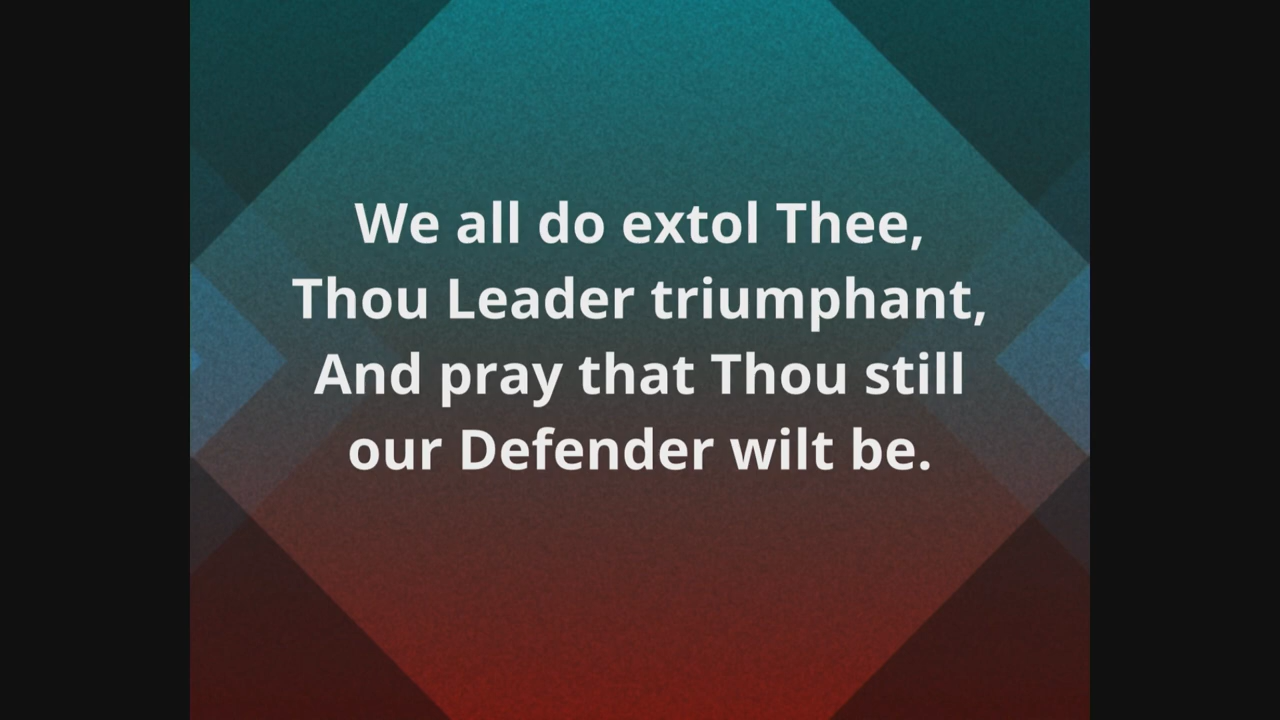 We all do extol Thee,
Thou Leader triumphant,
And pray that Thou still
our Defender wilt be.